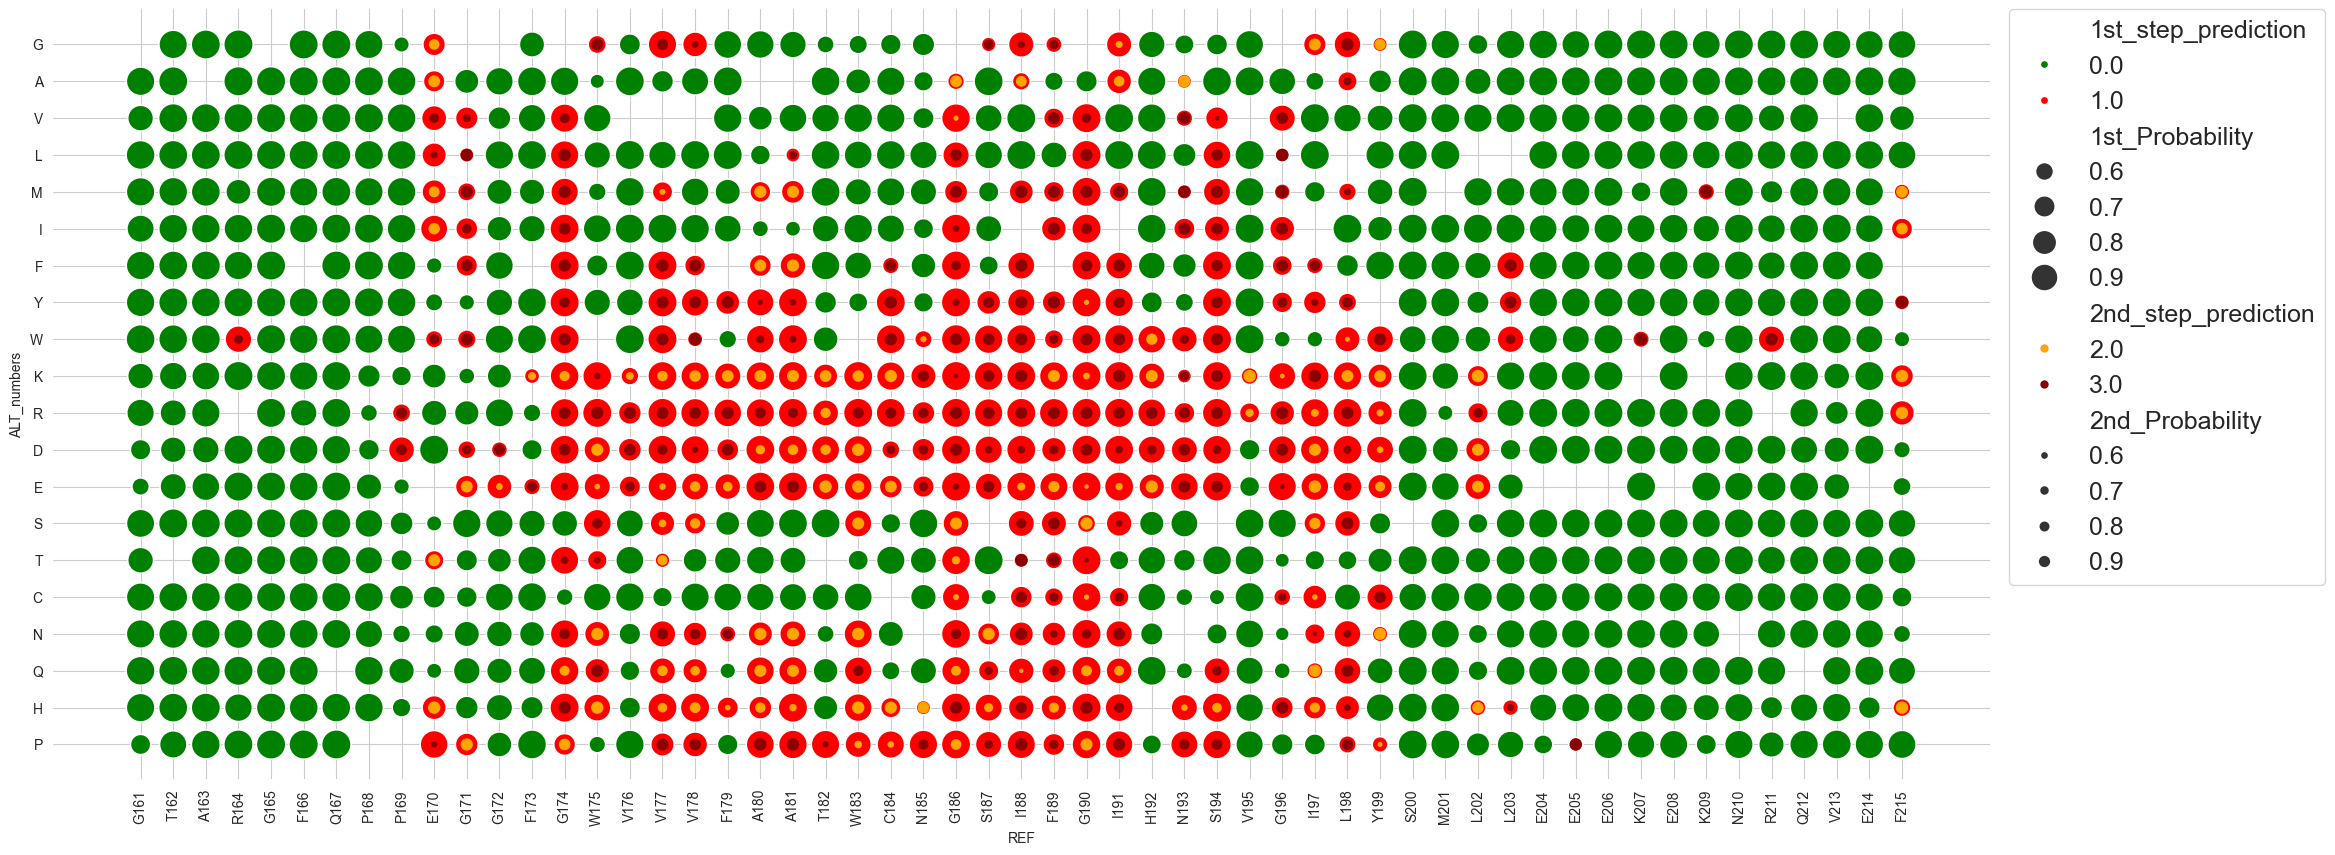 G
A
V
L
M
I
F
Y
W
K
R
D
E
S
T
C
N
Q
H
P
ALT_numbers
G161 T162 A163 R164 G165 F166 Q167 P168 P169 E170 G171 G172 F173 G174 W175 V176 V177 V178 F179 A180 A181 T182 W183 C184 N185 G186 S187 I188 F189 G190 I191 H192 N193 S194 V195 G196 I197 L198 Y199 S200 M201 L202 L203 E204 E205 E206 K207 E208 K209 N210 R211 Q212 V213 E214 F215
REF
1st_step_prediction
0.0
1.0
1st_Probability
0.6
0.7
0.8
0.9
2nd_step_prediction
2.0
3.0
2nd_Probability
0.6
0.7
0.8
0.9